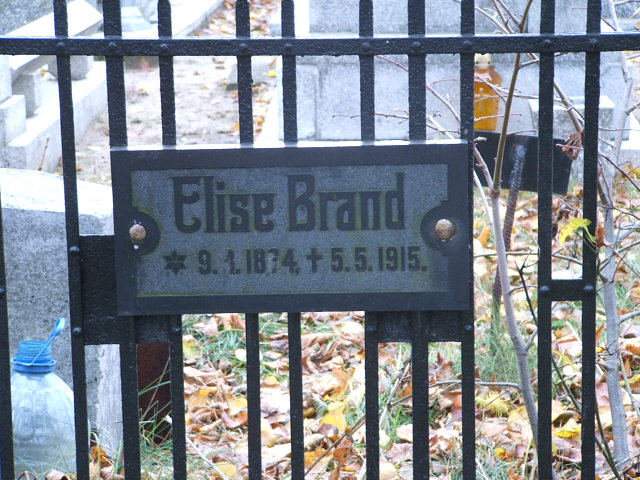 Elise Brand
* 9. 1. 1874, † 5. 5. 1915.